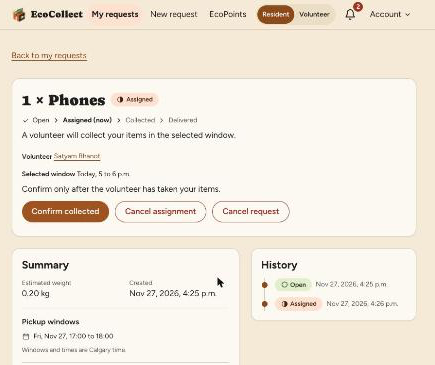 EcoCollect My requests New request EcoPoints Resident Volunteer 2 Account
Back to my requests
1 × Phones Assigned
Open > Assigned (now) > Collected > Delivered
A volunteer will collect your items in the selected window.
Volunteer Satyam Bhanot
Selected window Today, 5 to 6 p.m.
Confirm only after the volunteer has taken your items.
Confirm collected Cancel assignment Cancel request
Summary
Estimated weight Created
0.20 kg Nov 27, 2026, 4:25 p.m.
Pickup windows
Fri, Nov 27, 17:00 to 18:00
Windows and times are Calgary time.
History
Open Nov 27, 2026, 4:25 p.m.
Assigned Nov 27, 2026, 4:26 p.m.